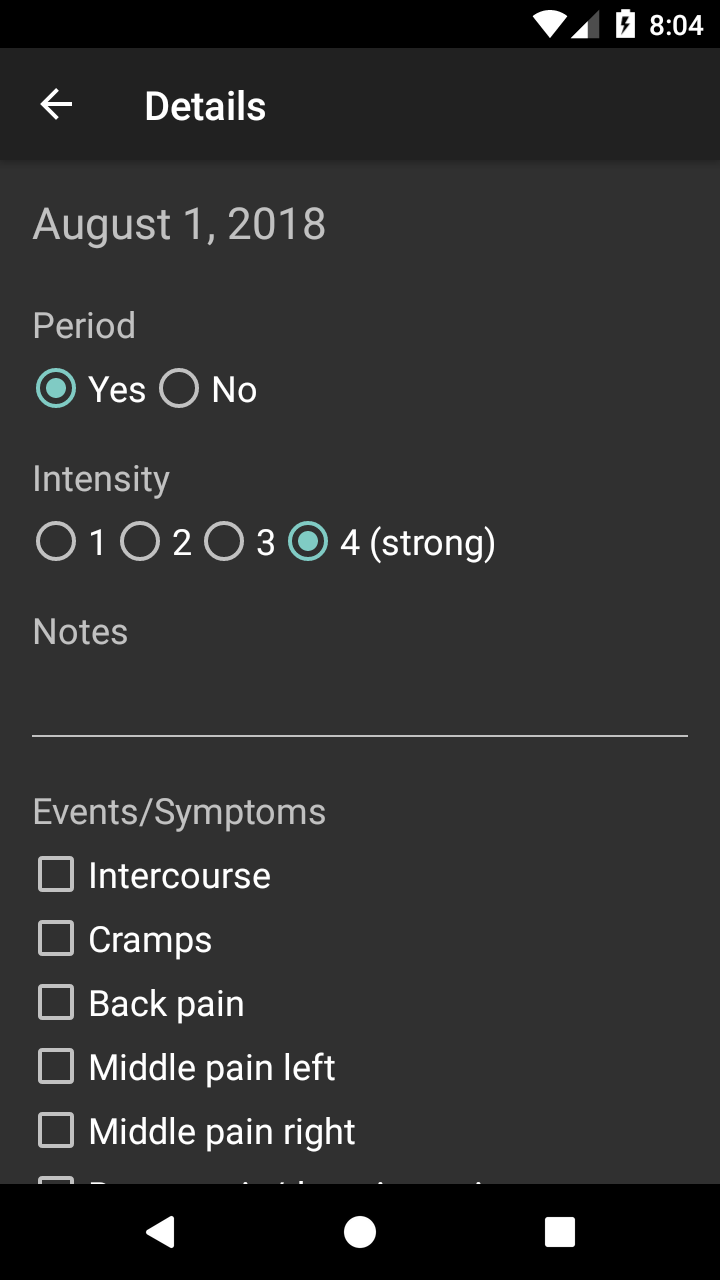 8:04
Details
August 1, 2018
Period
Yes No
Intensity
1 2 3 4 (strong)
Notes
Events/Symptoms
Intercourse
Cramps
Back pain
Middle pain left
Middle pain right